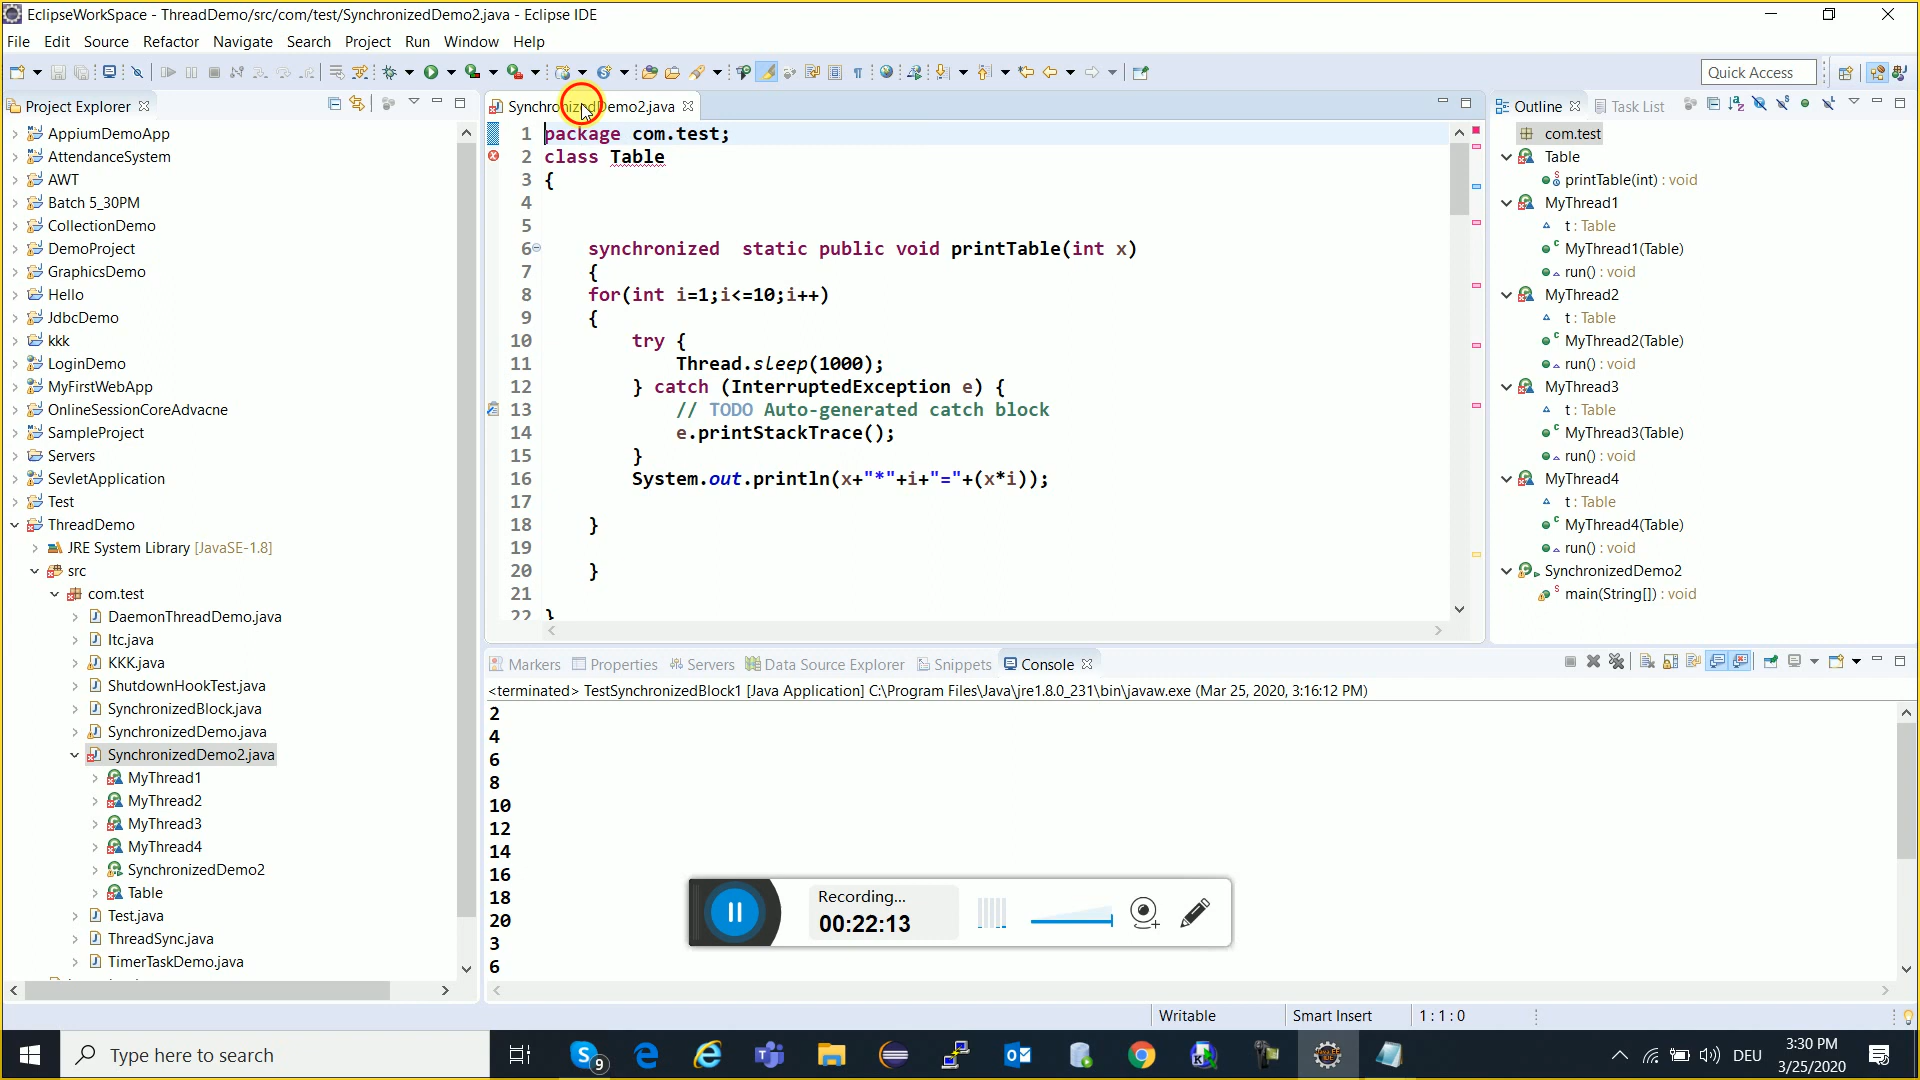 EclipseWorkSpace - ThreadDemo/src/com/test/SynchronizedDemo2.java - Eclipse IDE
File Edit Source Refactor Navigate Search Project Run Window Help
Quick Access
Project Explorer
AppiumDemoApp
AttendanceSystem
AWT
Batch 5_30PM
CollectionDemo
DemoProject
GraphicsDemo
Hello
JdbcDemo
kkk
LoginDemo
MyFirstWebApp
OnlineSessionCoreAdvacne
SampleProject
Servers
SevletApplication
Test
ThreadDemo
JRE System Library [JavaSE-1.8]
src
com.test
DaemonThreadDemo.java
Itc.java
KKK.java
ShutdownHookTest.java
SynchronizedBlock.java
SynchronizedDemo.java
SynchronizedDemo2.java
MyThread1
MyThread2
MyThread3
MyThread4
SynchronizedDemo2
Table
Test.java
ThreadSync.java
TimerTaskDemo.java
SynchronizedDemo2.java
1 package com.test;
2 class Table
3 {
4
5
6 synchronized  static public void printTable(int x)
7 {
8 for(int i=1;i<=10;i++)
9 {
10 try {
11 Thread.sleep(1000);
12 } catch (InterruptedException e) {
13 // TODO Auto-generated catch block
14 e.printStackTrace();
15 }
16 System.out.println(x+"*"+i+"="+(x*i));
17
18 }
19
20 }
21
22 }
Outline Task List
com.test
Table
printTable(int) : void
MyThread1
t : Table
MyThread1(Table)
run() : void
MyThread2
t : Table
MyThread2(Table)
run() : void
MyThread3
t : Table
MyThread3(Table)
run() : void
MyThread4
t : Table
MyThread4(Table)
run() : void
SynchronizedDemo2
main(String[]) : void
Markers Properties Servers Data Source Explorer Snippets Console
<terminated> TestSynchronizedBlock1 [Java Application] C:\Program Files\Java\jre1.8.0_231\bin\javaw.exe (Mar 25, 2020, 3:16:12 PM)
2
4
6
8
10
12
14
16
18
20
3
6
Recording...
00:22:13
Writable Smart Insert 1 : 1 : 0
Type here to search
9
DEU
3:30 PM
3/25/2020